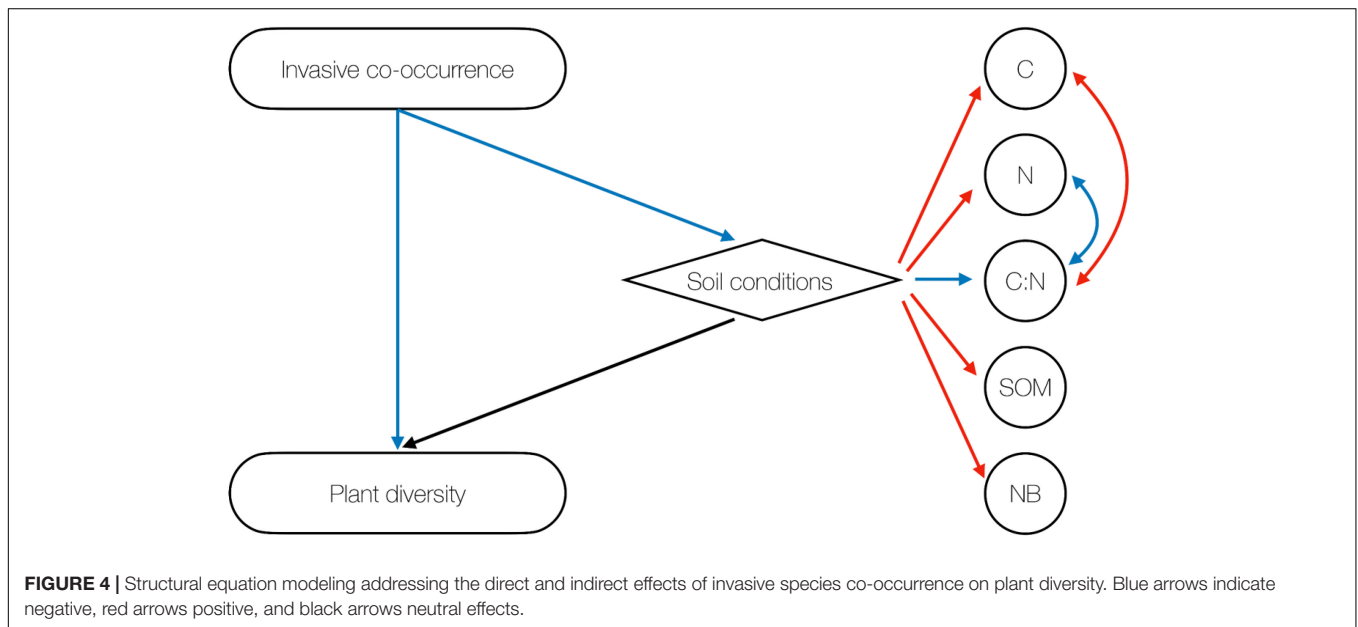 Invasive co-occurrence
C
N
Soil conditions
C:N
SOM
Plant diversity
NB
FIGURE 4 | Structural equation modeling addressing the direct and indirect effects of invasive species co-occurrence on plant diversity. Blue arrows indicate
negative, red arrows positive, and black arrows neutral effects.